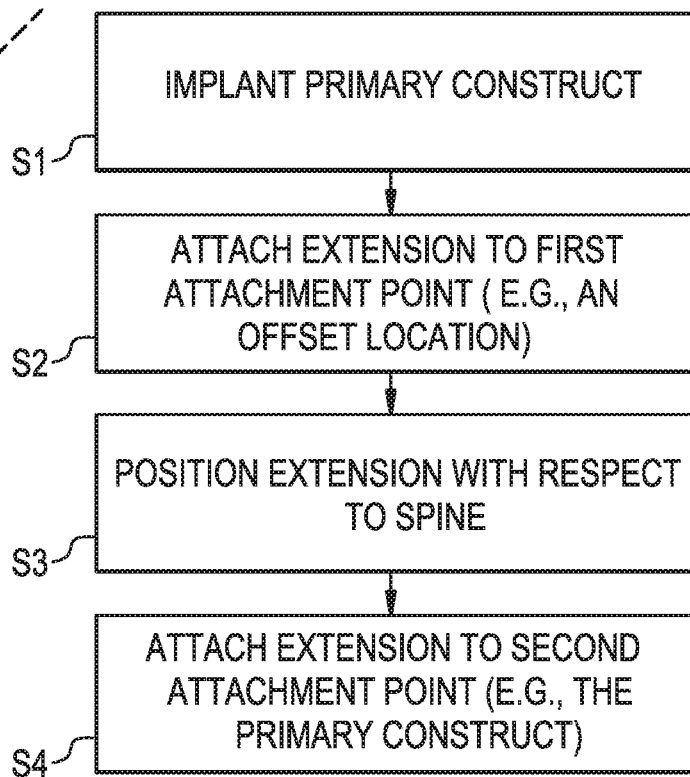 IMPLANT PRIMARY CONSTRUCT
S1
ATTACH EXTENSION TO FIRST
ATTACHMENT POINT ( E.G., AN
OFFSET LOCATION)
S2
POSITION EXTENSION WITH RESPECT
TO SPINE
S3
ATTACH EXTENSION TO SECOND
ATTACHMENT POINT (E.G., THE
PRIMARY CONSTRUCT)
S4